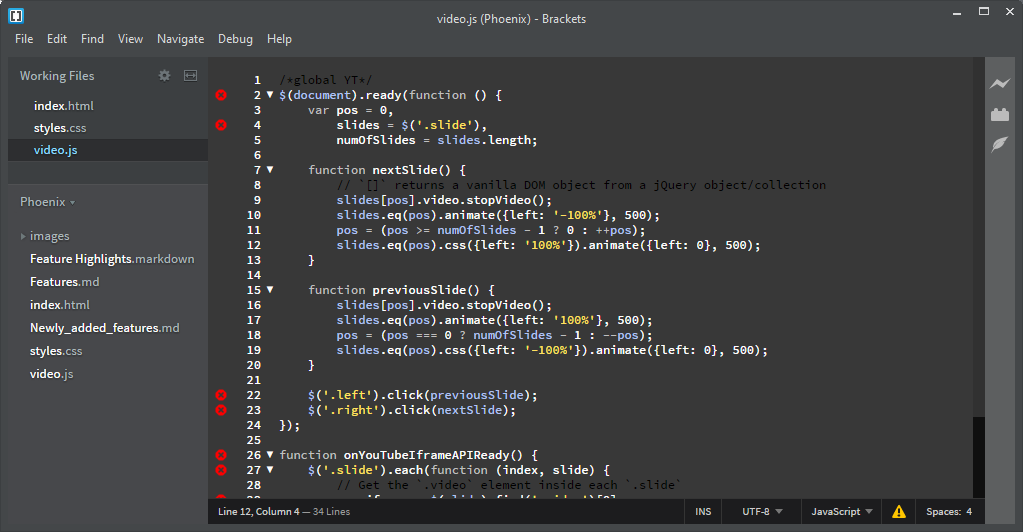 video.js (Phoenix) - Brackets
File Edit Find View Navigate Debug Help
Working Files
index.html
styles.css
video.js
Phoenix
images
Feature Highlights.markdown
Features.md
index.html
Newly_added_features.md
styles.css
video.js
1 /*global YT*/
2 $(document).ready(function () {
3     var pos = 0,
4         slides = $('.slide'),
5         numOfSlides = slides.length;
6
7     function nextSlide() {
8         // `[]` returns a vanilla DOM object from a jQuery object/collection
9         slides[pos].video.stopVideo();
10         slides.eq(pos).animate({left: '-100%'}, 500);
11         pos = (pos >= numOfSlides - 1 ? 0 : ++pos);
12         slides.eq(pos).css({left: '100%'}).animate({left: 0}, 500);
13     }
14
15     function previousSlide() {
16         slides[pos].video.stopVideo();
17         slides.eq(pos).animate({left: '100%'}, 500);
18         pos = (pos === 0 ? numOfSlides - 1 : --pos);
19         slides.eq(pos).css({left: '-100%'}).animate({left: 0}, 500);
20     }
21
22     $('.left').click(previousSlide);
23     $('.right').click(nextSlide);
24 });
25
26 function onYouTubeIframeAPIReady() {
27     $('.slide').each(function (index, slide) {
28         // Get the `.video` element inside each `.slide`
Line 12, Column 4 — 34 Lines
INS UTF-8 JavaScript Spaces: 4